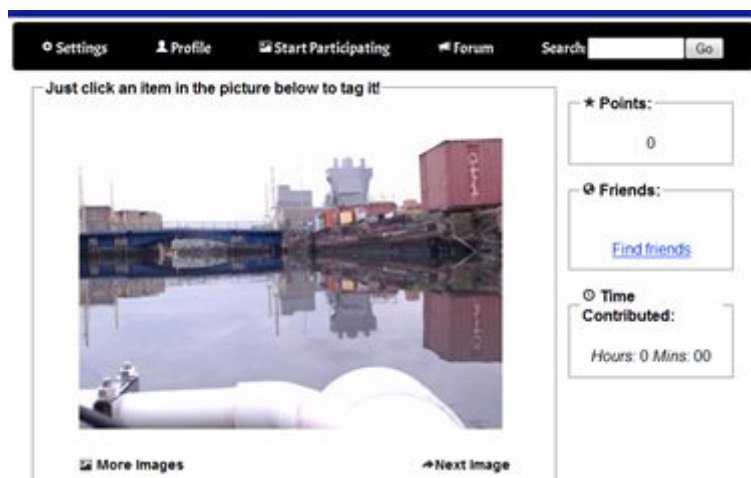 Settings Profile Start Participating Forum Search: Go
Just click an item in the picture below to tag it!
Points:
0
Friends:
Find friends
Time
Contributed:
Hours: 0 Mins: 00
More Images Next Image